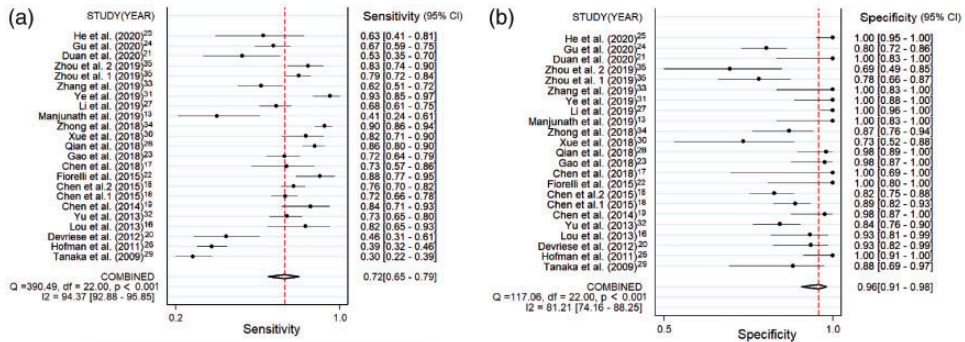 (a)
STUDY(YEAR) Sensitivity (95% CI)
He et al. (2020)25 0.63 [0.41 - 0.81]
Gu et al. (2020)24 0.67 [0.59 - 0.75]
Duan et al. (2020)21 0.53 [0.35 - 0.70]
Zhou et al. 2 (2019)35 0.83 [0.74 - 0.90]
Zhou et al. 1 (2019)35 0.79 [0.72 - 0.84]
Zhang et al. (2019)33 0.62 [0.51 - 0.72]
Ye et al. (2019)31 0.93 [0.85 - 0.97]
Li et al. (2019)27 0.68 [0.61 - 0.75]
Manjunath et al. (2019)13 0.41 [0.24 - 0.61]
Zhong et al. (2018)34 0.90 [0.86 - 0.94]
Xue et al. (2018)30 0.82 [0.71 - 0.90]
Qian et al. (2018)28 0.86 [0.80 - 0.90]
Gao et al. (2018)23 0.72 [0.64 - 0.79]
Chen et al. (2018)17 0.73 [0.57 - 0.86]
Fiorelli et al. (2015)22 0.88 [0.77 - 0.95]
Chen et al.2 (2015)18 0.76 [0.70 - 0.82]
Chen et al.1 (2015)18 0.72 [0.66 - 0.78]
Chen et al. (2014)19 0.84 [0.71 - 0.93]
Yu et al. (2013)32 0.73 [0.65 - 0.80]
Lou et al. (2013)16 0.82 [0.65 - 0.93]
Devriese et al. (2012)20 0.46 [0.31 - 0.61]
Hofman et al. (2011)26 0.39 [0.32 - 0.46]
Tanaka et al. (2009)29 0.30 [0.22 - 0.39]
COMBINED 0.72[0.65 - 0.79]
Q =390.49, df = 22.00, p < 0.001
I2 = 94.37 [92.88 - 95.85]
0.2 1.0
Sensitivity
(b)
STUDY(YEAR) Specificity (95% CI)
He et al. (2020)25 1.00 [0.95 - 1.00]
Gu et al. (2020)24 0.80 [0.72 - 0.86]
Duan et al. (2020)21 1.00 [0.83 - 1.00]
Zhou et al. 2 (2019)35 0.69 [0.49 - 0.85]
Zhou et al. 1 (2019)35 0.78 [0.66 - 0.87]
Zhang et al. (2019)33 1.00 [0.83 - 1.00]
Ye et al. (2019)31 1.00 [0.88 - 1.00]
Li et al. (2019)27 1.00 [0.96 - 1.00]
Manjunath et al. (2019)13 1.00 [0.83 - 1.00]
Zhong et al. (2018)34 0.87 [0.76 - 0.94]
Xue et al. (2018)30 0.73 [0.52 - 0.88]
Qian et al. (2018)28 0.98 [0.89 - 1.00]
Gao et al. (2018)23 0.98 [0.87 - 1.00]
Chen et al. (2018)17 1.00 [0.69 - 1.00]
Fiorelli et al. (2015)22 1.00 [0.80 - 1.00]
Chen et al.2 (2015)18 0.82 [0.75 - 0.88]
Chen et al.1 (2015)18 0.89 [0.82 - 0.93]
Chen et al. (2014)19 0.98 [0.87 - 1.00]
Yu et al. (2013)32 0.84 [0.76 - 0.90]
Lou et al. (2013)16 0.93 [0.81 - 0.99]
Devriese et al. (2012)20 0.93 [0.82 - 0.99]
Hofman et al. (2011)26 1.00 [0.91 - 1.00]
Tanaka et al. (2009)29 0.88 [0.69 - 0.97]
COMBINED 0.96[0.91 - 0.98]
Q =117.06, df = 22.00, p < 0.001
I2 = 81.21 [74.16 - 88.25]
0.5 1.0
Specificity